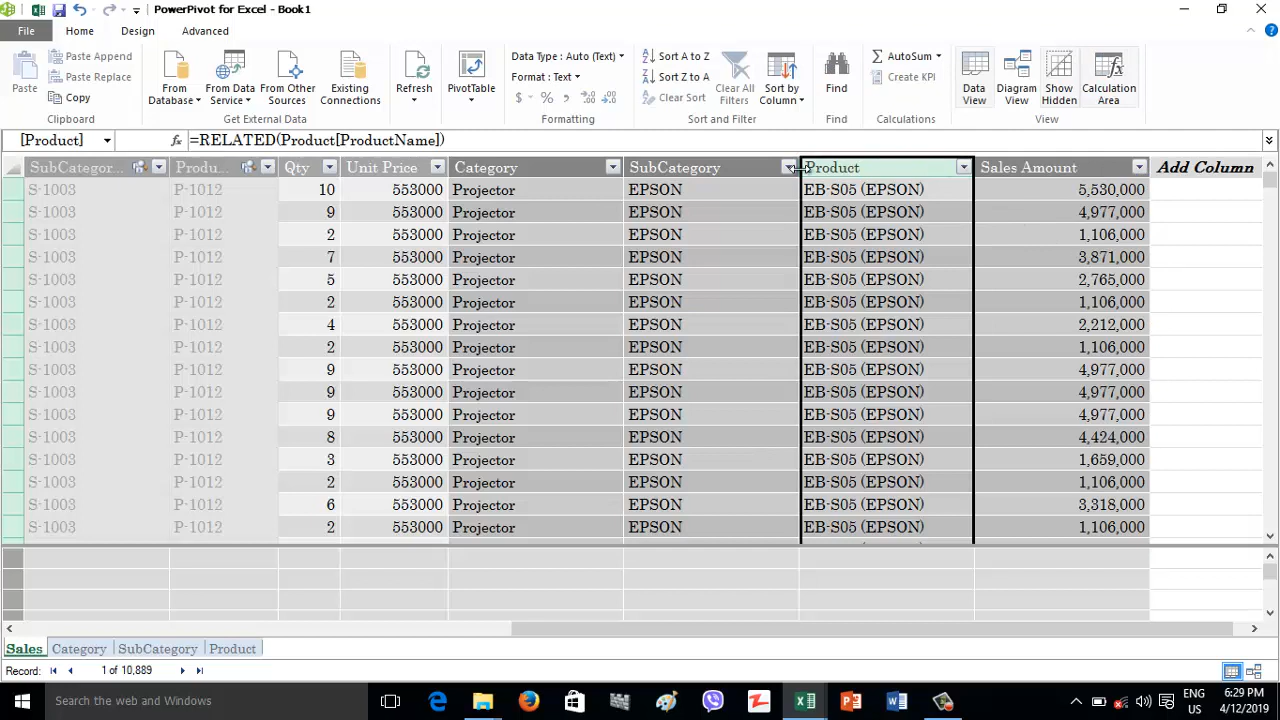 PowerPivot for Excel - Book1
File Home Design Advanced
Paste
Paste Append
Paste Replace
Copy
Clipboard
From Database
From Data Service
From Other Sources
Existing Connections
Get External Data
Refresh
PivotTable
Data Type : Auto (Text)
Format : Text
$ % ,
Formatting
Sort A to Z
Sort Z to A
Clear Sort
Clear All Filters
Sort by Column
Sort and Filter
Find
Find
AutoSum
Create KPI
Calculations
Data View
Diagram View
Show Hidden
Calculation Area
View
[Product] fx =RELATED(Product[ProductName])
SubCategor... Produ... Qty Unit Price Category SubCategory Product Sales Amount Add Column
S-1003 P-1012 10 553000 Projector EPSON EB-S05 (EPSON) 5,530,000
S-1003 P-1012 9 553000 Projector EPSON EB-S05 (EPSON) 4,977,000
S-1003 P-1012 2 553000 Projector EPSON EB-S05 (EPSON) 1,106,000
S-1003 P-1012 7 553000 Projector EPSON EB-S05 (EPSON) 3,871,000
S-1003 P-1012 5 553000 Projector EPSON EB-S05 (EPSON) 2,765,000
S-1003 P-1012 2 553000 Projector EPSON EB-S05 (EPSON) 1,106,000
S-1003 P-1012 4 553000 Projector EPSON EB-S05 (EPSON) 2,212,000
S-1003 P-1012 2 553000 Projector EPSON EB-S05 (EPSON) 1,106,000
S-1003 P-1012 9 553000 Projector EPSON EB-S05 (EPSON) 4,977,000
S-1003 P-1012 9 553000 Projector EPSON EB-S05 (EPSON) 4,977,000
S-1003 P-1012 9 553000 Projector EPSON EB-S05 (EPSON) 4,977,000
S-1003 P-1012 8 553000 Projector EPSON EB-S05 (EPSON) 4,424,000
S-1003 P-1012 3 553000 Projector EPSON EB-S05 (EPSON) 1,659,000
S-1003 P-1012 2 553000 Projector EPSON EB-S05 (EPSON) 1,106,000
S-1003 P-1012 6 553000 Projector EPSON EB-S05 (EPSON) 3,318,000
S-1003 P-1012 2 553000 Projector EPSON EB-S05 (EPSON) 1,106,000
Sales Category SubCategory Product
Record: 1 of 10,889
Search the web and Windows
ENG 6:29 PM
US 4/12/2019